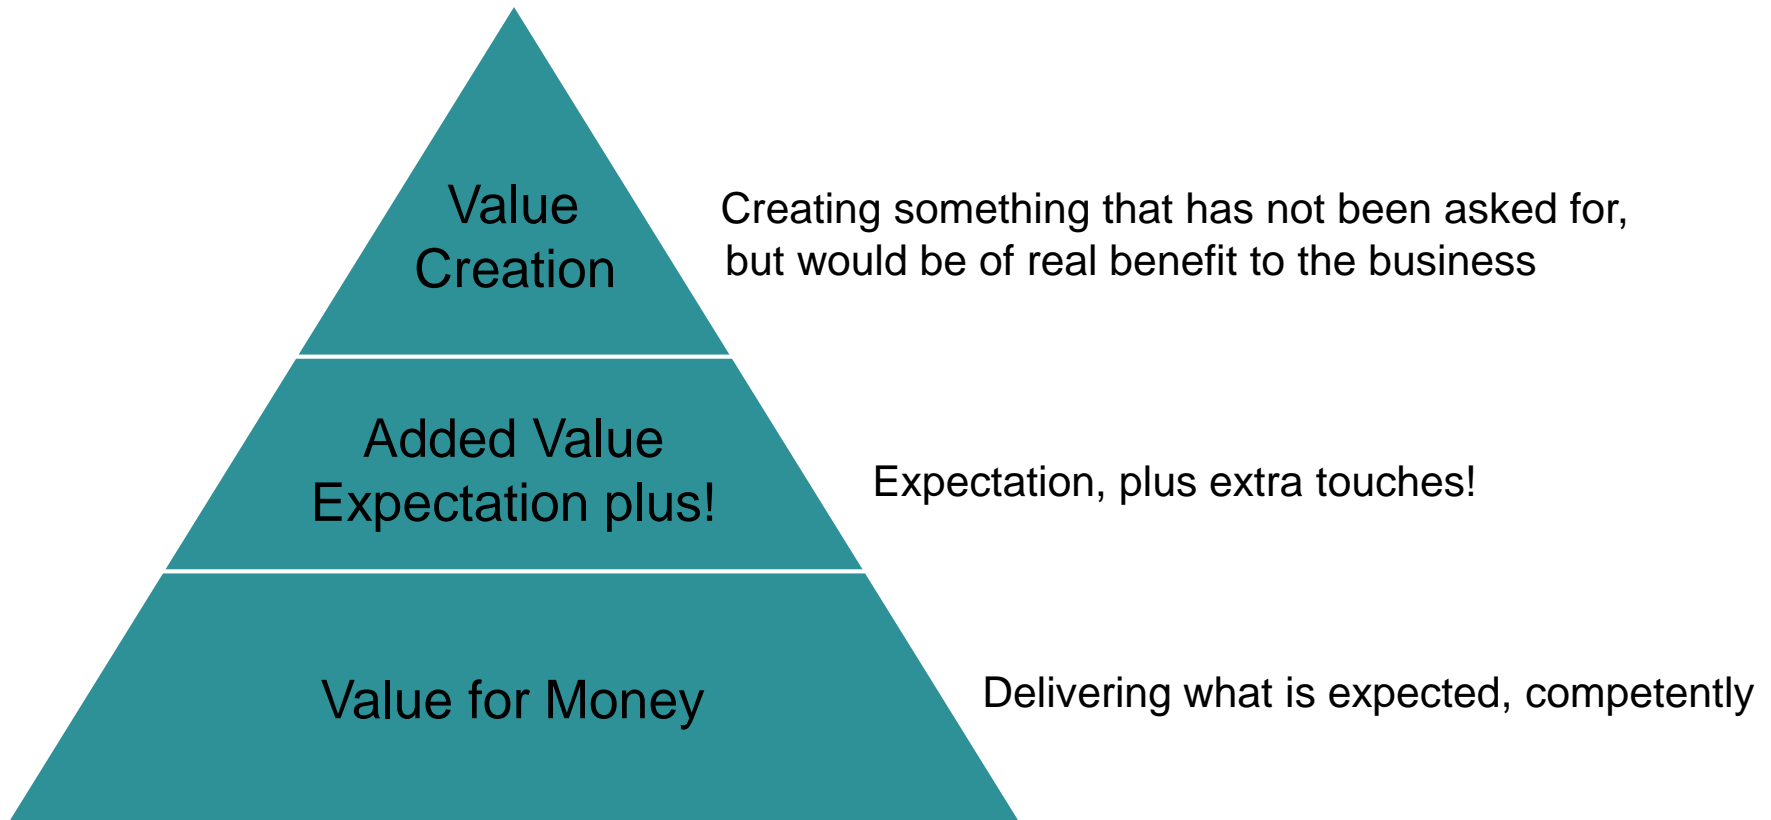 Value
Creation
Creating something that has not been asked for,
but would be of real benefit to the business
Added Value
Expectation plus!
Expectation, plus extra touches!
Value for Money
Delivering what is expected, competently